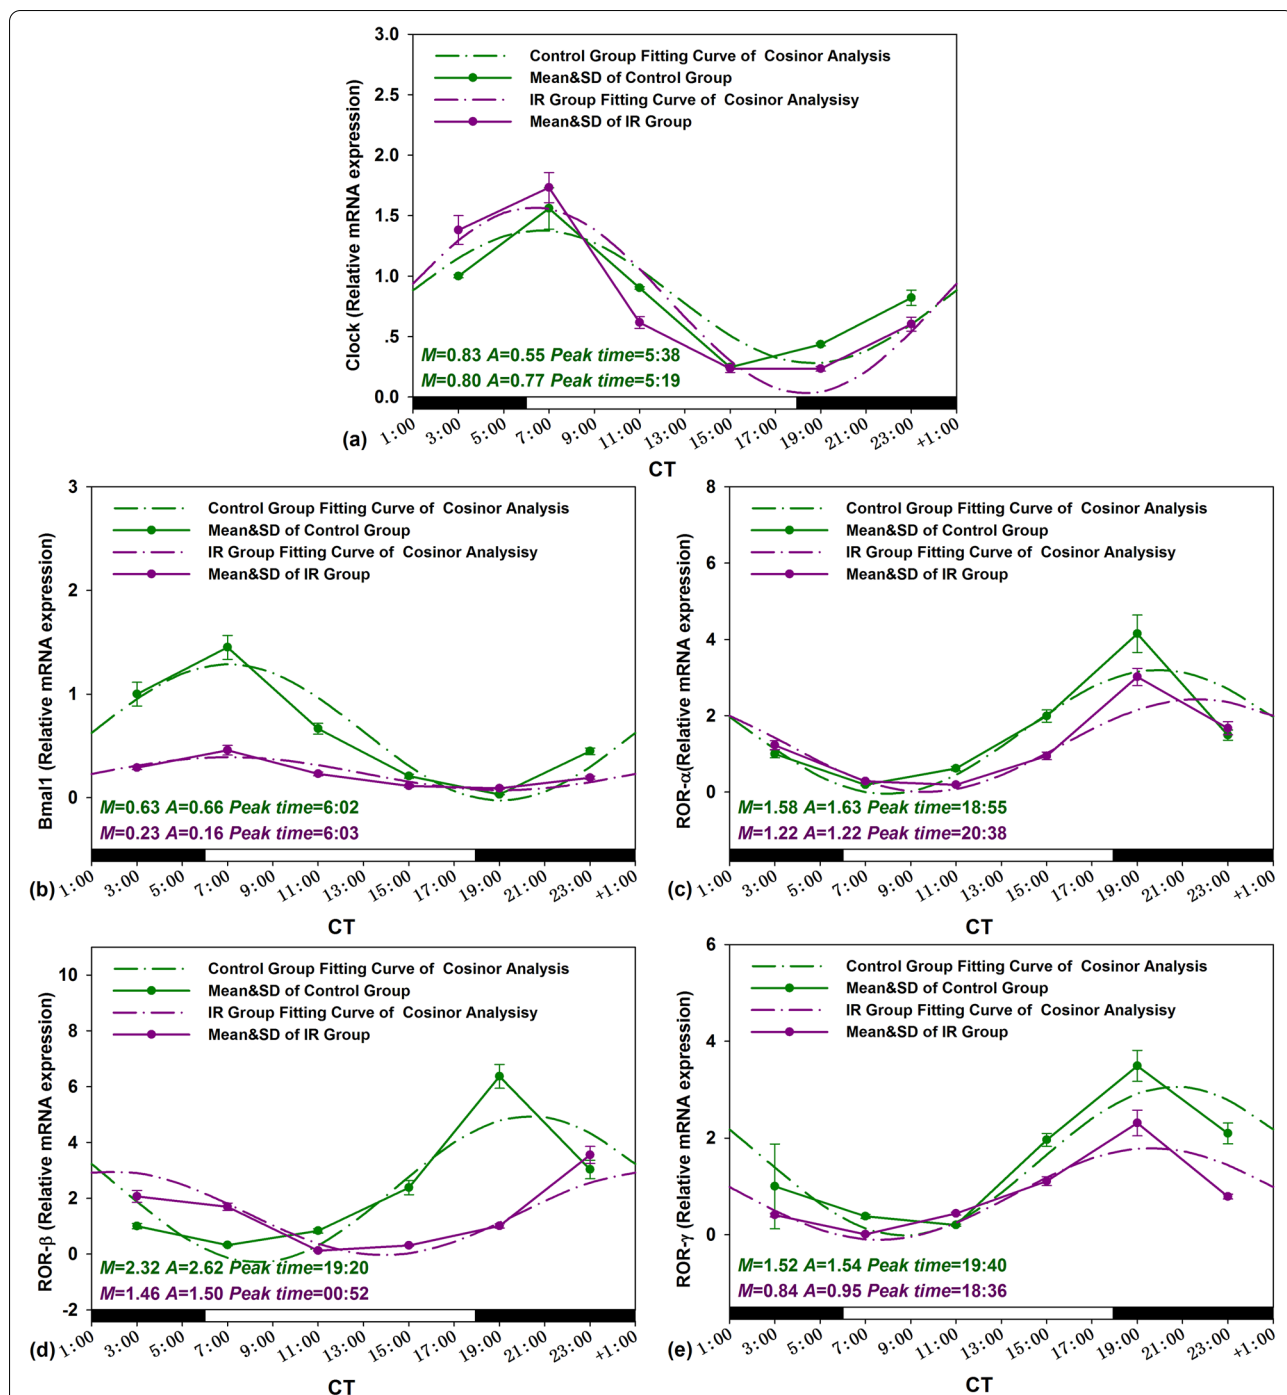 3.0
2.5
2.0
1.5
1.0
.5
0.0
Clock (Relative mRNA expression)
Control Group Fitting Curve of Cosinor Analysis
Mean&SD of Control Group
IR Group Fitting Curve of Cosinor Analysisy
Mean&SD of IR Group
M=0.83 A=0.55 Peak time=5:38
M=0.80 A=0.77 Peak time=5:19
1:00 3:00 5:00 7:00 9:00 11:00 13:00 15:00 17:00 19:00 21:00 23:00 +1:00
(a)
CT
3
2
1
0
Bmal1 (Relative mRNA expression)
Control Group Fitting Curve of Cosinor Analysis
Mean&SD of Control Group
IR Group Fitting Curve of Cosinor Analysisy
Mean&SD of IR Group
M=0.63 A=0.66 Peak time=6:02
M=0.23 A=0.16 Peak time=6:03
1:00 3:00 5:00 7:00 9:00 11:00 13:00 15:00 17:00 19:00 21:00 23:00 +1:00
(b)
CT
8
6
4
2
0
ROR-α(Relative mRNA expression)
Control Group Fitting Curve of Cosinor Analysis
Mean&SD of Control Group
IR Group Fitting Curve of Cosinor Analysisy
Mean&SD of IR Group
M=1.58 A=1.63 Peak time=18:55
M=1.22 A=1.22 Peak time=20:38
1:00 3:00 5:00 7:00 9:00 11:00 13:00 15:00 17:00 19:00 21:00 23:00 +1:00
(c)
CT
10
8
6
4
2
0
-2
ROR-β (Relative mRNA expression)
Control Group Fitting Curve of Cosinor Analysis
Mean&SD of Control Group
IR Group Fitting Curve of Cosinor Analysisy
Mean&SD of IR Group
M=2.32 A=2.62 Peak time=19:20
M=1.46 A=1.50 Peak time=00:52
1:00 3:00 5:00 7:00 9:00 11:00 13:00 15:00 17:00 19:00 21:00 23:00 +1:00
(d)
CT
6
4
2
0
ROR-γ (Relative mRNA expression)
Control Group Fitting Curve of Cosinor Analysis
Mean&SD of Control Group
IR Group Fitting Curve of Cosinor Analysisy
Mean&SD of IR Group
M=1.52 A=1.54 Peak time=19:40
M=0.84 A=0.95 Peak time=18:36
1:00 3:00 5:00 7:00 9:00 11:00 13:00 15:00 17:00 19:00 21:00 23:00 +1:00
(e)
CT